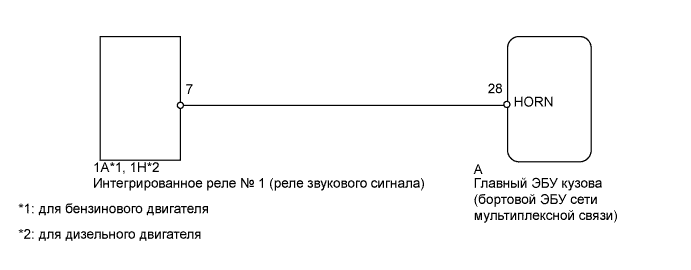 7
28
HORN
1A*1, 1H*2
Интегрированное реле № 1 (реле звукового сигнала)
A
Главный ЭБУ кузова
(бортовой ЭБУ сети
мультиплексной связи)
*1: для бензинового двигателя
*2: для дизельного двигателя